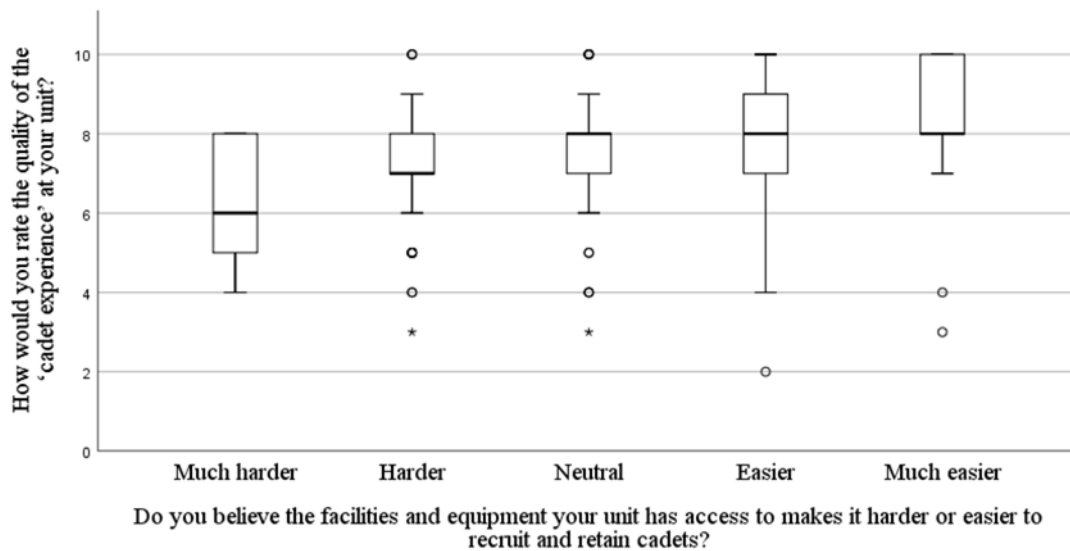 How would you rate the quality of the
‘cadet experience’ at your unit?
10
8
6
4
2
0
Much harder
Harder
Neutral
Easier
Much easier
Do you believe the facilities and equipment your unit has access to makes it harder or easier to
recruit and retain cadets?